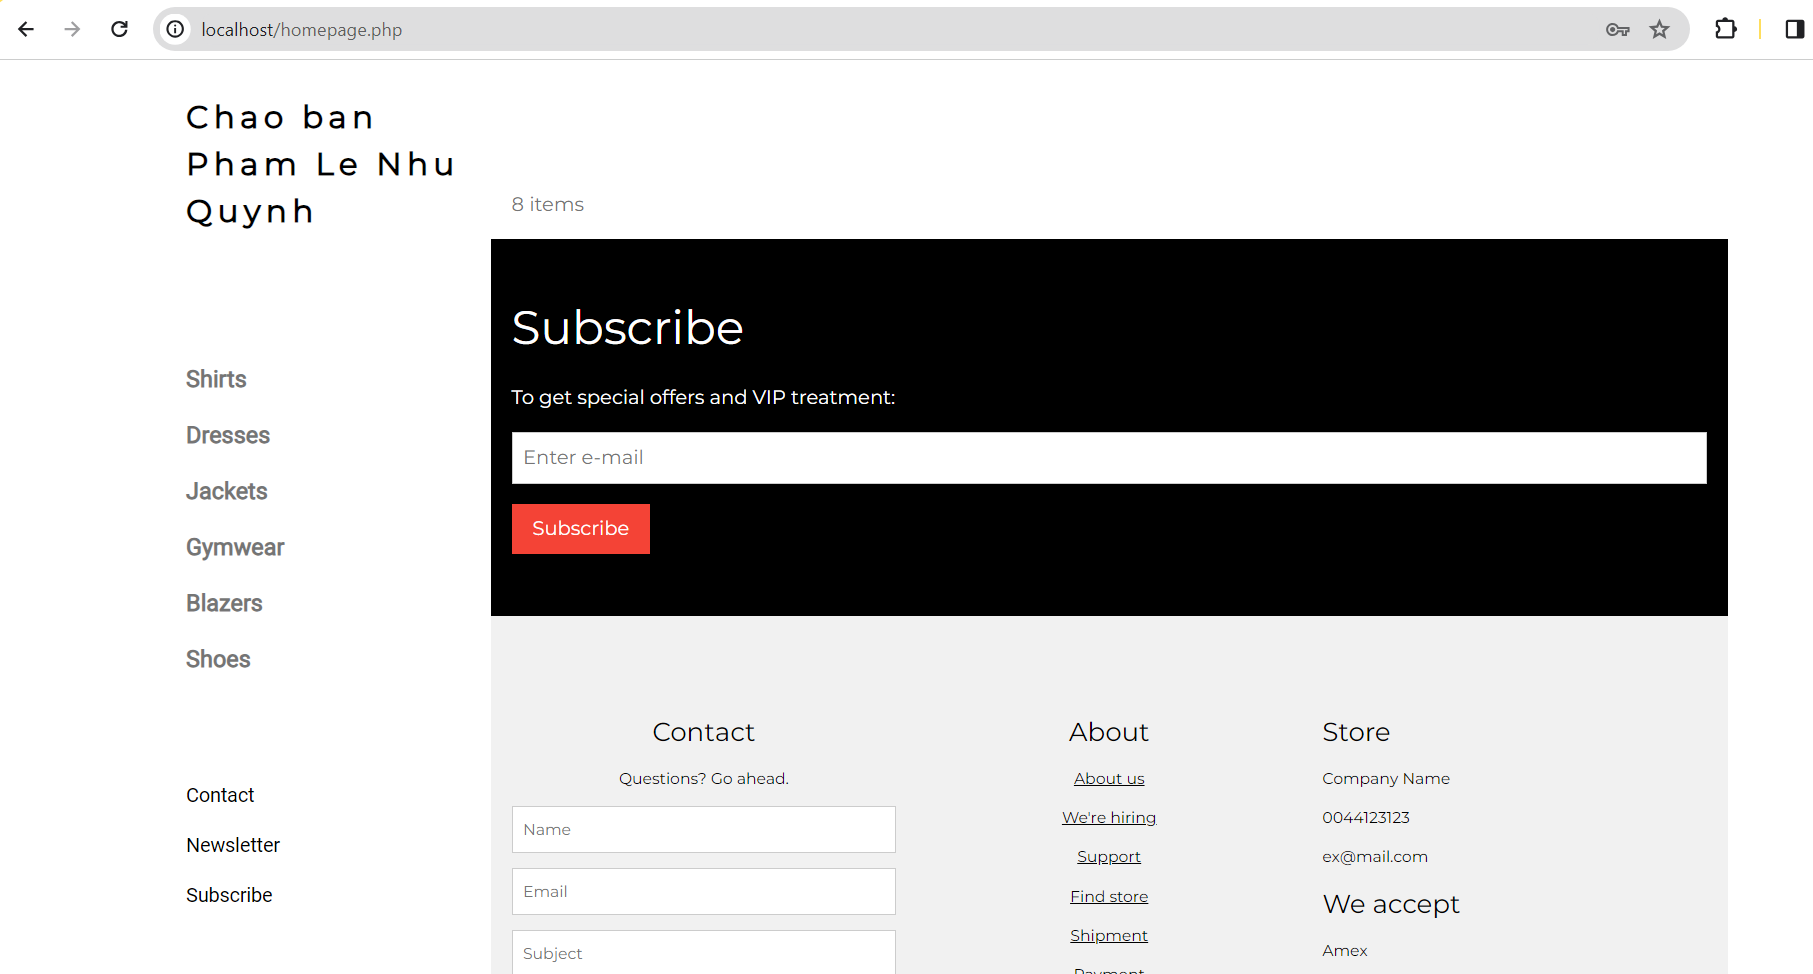 localhost/homepage.php
Chao ban
Pham Le Nhu
Quynh
8 items
Shirts
Dresses
Jackets
Gymwear
Blazers
Shoes
Contact
Newsletter
Subscribe
Subscribe
To get special offers and VIP treatment:
Enter e-mail
Subscribe
Contact
Questions? Go ahead.
Name
Email
Subject
About
About us
We're hiring
Support
Find store
Shipment
Payment
Store
Company Name
0044123123
ex@mail.com
We accept
Amex